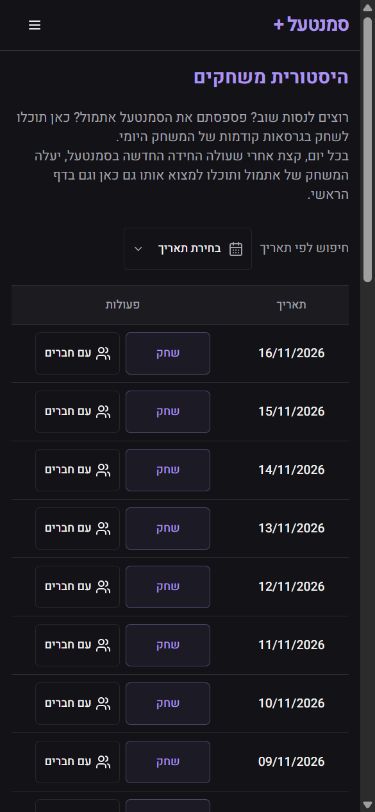 סמנטעל +
היסטורית משחקים
רוצים לנסות שוב? פספסתם את הסמנטעל אתמול? כאן תוכלו
לשחק בגרסאות קודמות של המשחק היומי.
בכל יום, קצת אחרי שעולה החידה החדשה בסמנטעל, יעלה
המשחק של אתמול ותוכלו למצוא אותו גם כאן וגם בדף
הראשי.
חיפוש לפי תאריך בחירת תאריך
תאריך פעולות
16/11/2026 שחק עם חברים
15/11/2026 שחק עם חברים
14/11/2026 שחק עם חברים
13/11/2026 שחק עם חברים
12/11/2026 שחק עם חברים
11/11/2026 שחק עם חברים
10/11/2026 שחק עם חברים
09/11/2026 שחק עם חברים